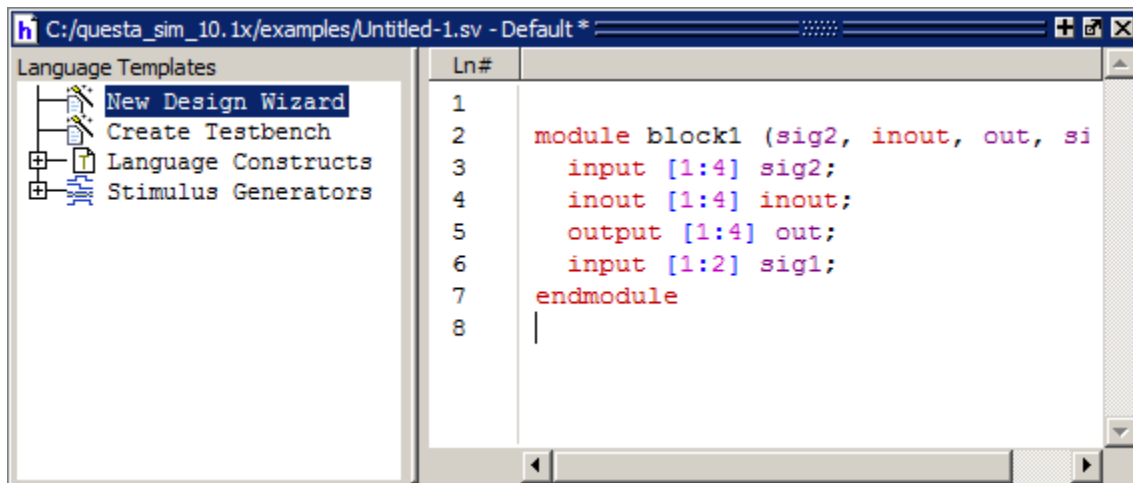 h C:/questa_sim_10.1x/examples/Untitled-1.sv - Default *
Language Templates
New Design Wizard
Create Testbench
Language Constructs
Stimulus Generators
Ln#
1
2 module block1 (sig2, inout, out, si
3 input [1:4] sig2;
4 inout [1:4] inout;
5 output [1:4] out;
6 input [1:2] sig1;
7 endmodule
8